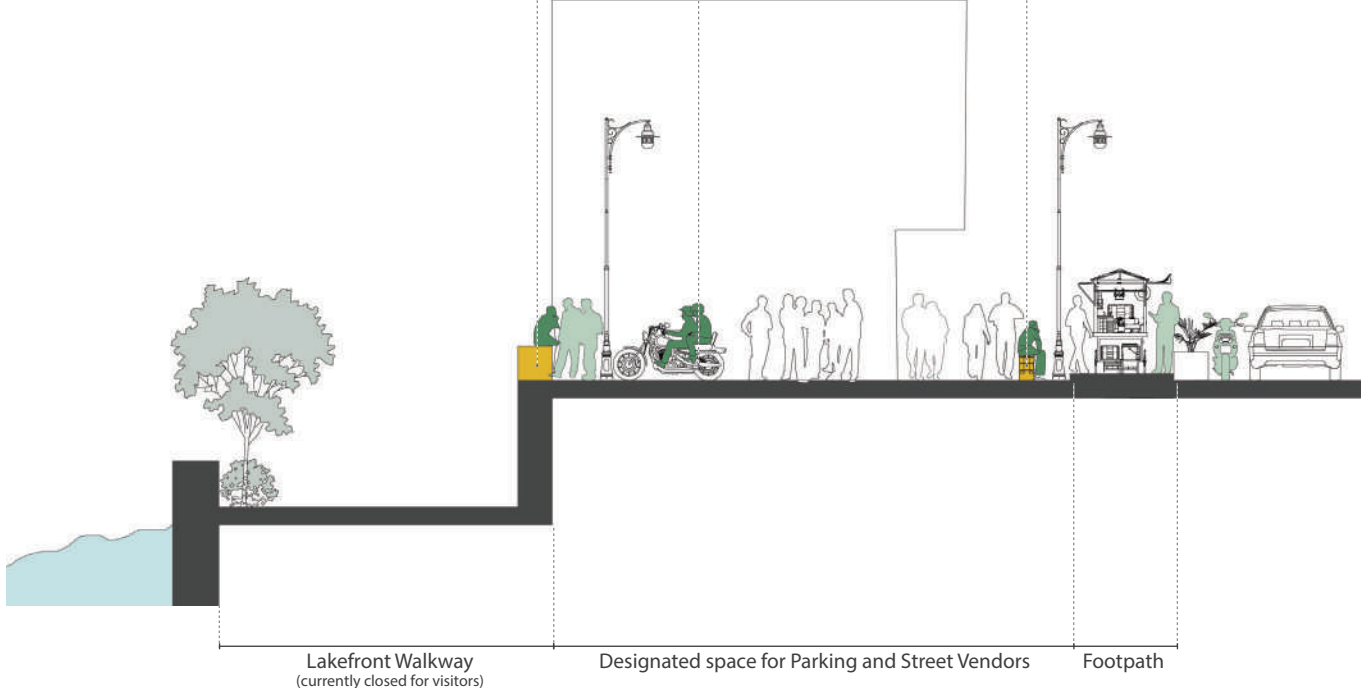 Lakefront Walkway
(currently closed for visitors)
Designated space for Parking and Street Vendors
Footpath